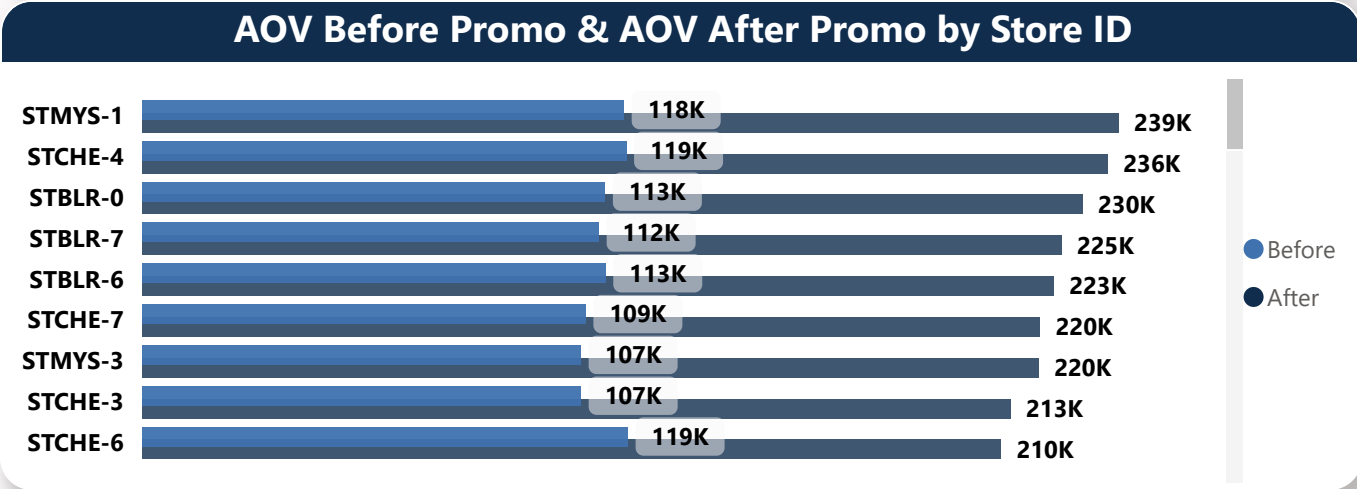 AOV Before Promo & AOV After Promo by Store ID
STMYS-1 118K 239K
STCHE-4 119K 236K
STBLR-0 113K 230K
STBLR-7 112K 225K
STBLR-6 113K 223K
STCHE-7 109K 220K
STMYS-3 107K 220K
STCHE-3 107K 213K
STCHE-6 119K 210K
Before
After